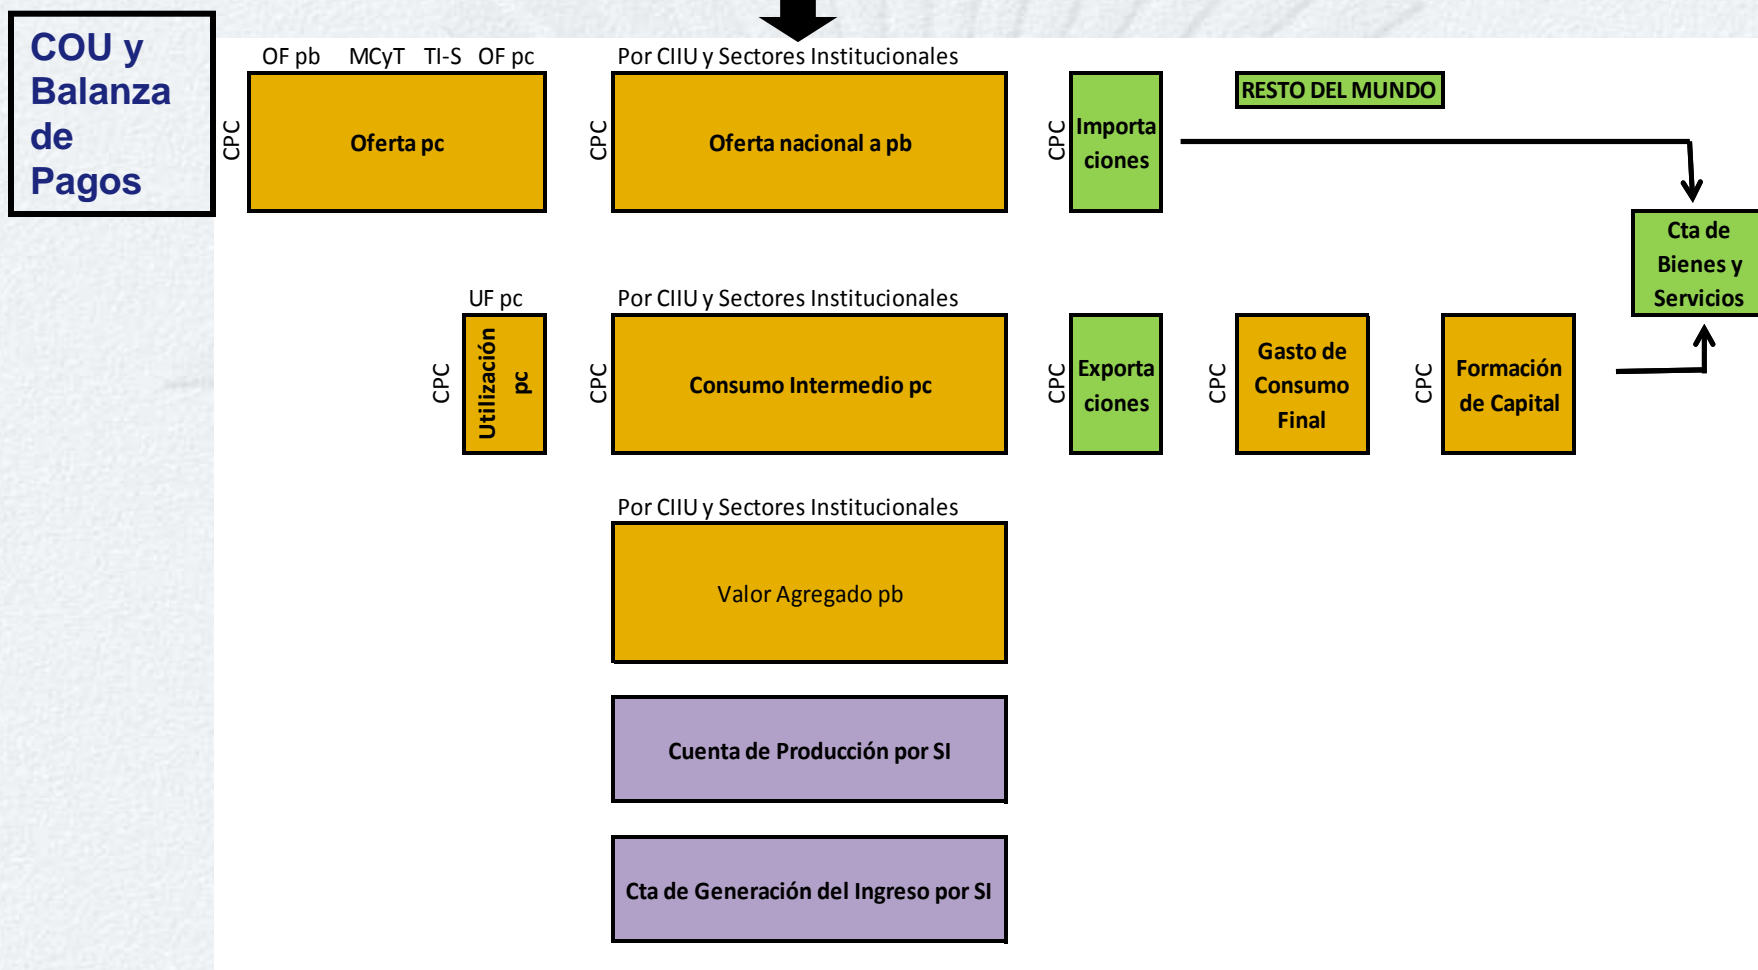 COU y
Balanza
de
Pagos
OF pb MCyT TI-S OF pc
Por CIIU y Sectores Institucionales
CPC
Oferta pc
CPC
Oferta nacional a pb
CPC
Importa
ciones
RESTO DEL MUNDO
Cta de
Bienes y
Servicios
UF pc
Por CIIU y Sectores Institucionales
CPC
Utilización
pc
CPC
Consumo Intermedio pc
CPC
Exporta
ciones
CPC
Gasto de
Consumo
Final
CPC
Formación
de Capital
Por CIIU y Sectores Institucionales
Valor Agregado pb
Cuenta de Producción por SI
Cta de Generación del Ingreso por SI